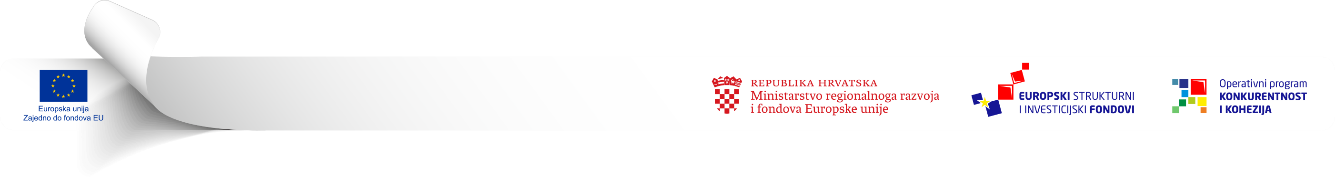 Europska unija
Zajedno do fondova EU
REPUBLIKA HRVATSKA
Ministarstvo regionalnoga razvoja
i fondova Europske unije
EUROPSKI STRUKTURNI
I INVESTICIJSKI FONDOVI
Operativni program
KONKURENTNOST
I KOHEZIJA